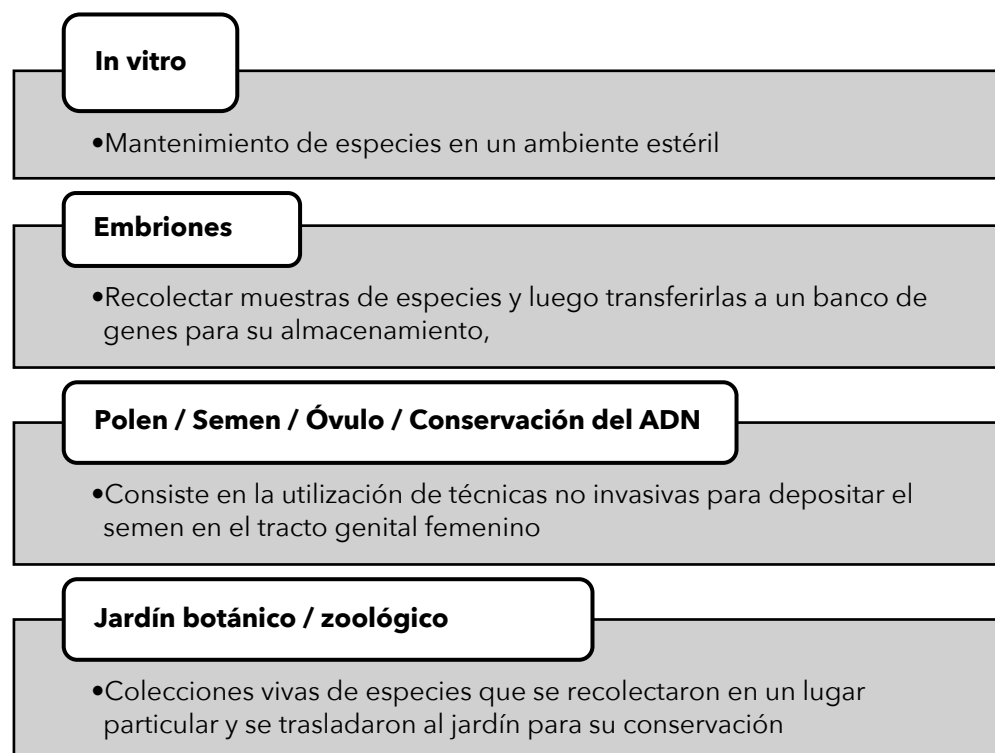 In vitro
•Mantenimiento de especies en un ambiente estéril
Embriones
•Recolectar muestras de especies y luego transferirlas a un banco de
genes para su almacenamiento,
Polen / Semen / Óvulo / Conservación del ADN
•Consiste en la utilización de técnicas no invasivas para depositar el
semen en el tracto genital femenino
Jardín botánico / zoológico
•Colecciones vivas de especies que se recolectaron en un lugar
particular y se trasladaron al jardín para su conservación